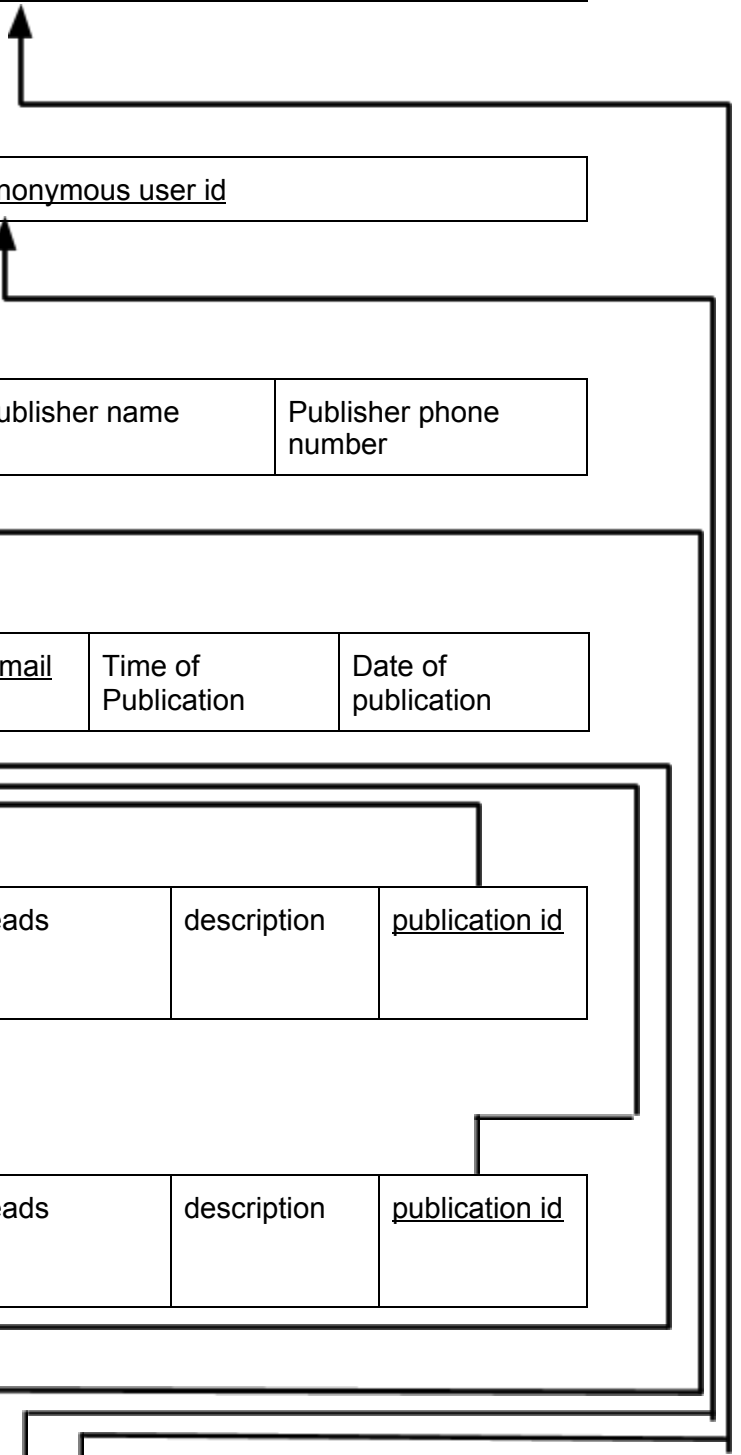 nonymous user id
ublisher name
Publisher phone
number
mail
Time of
Publication
Date of
publication
eads
description
publication id
eads
description
publication id